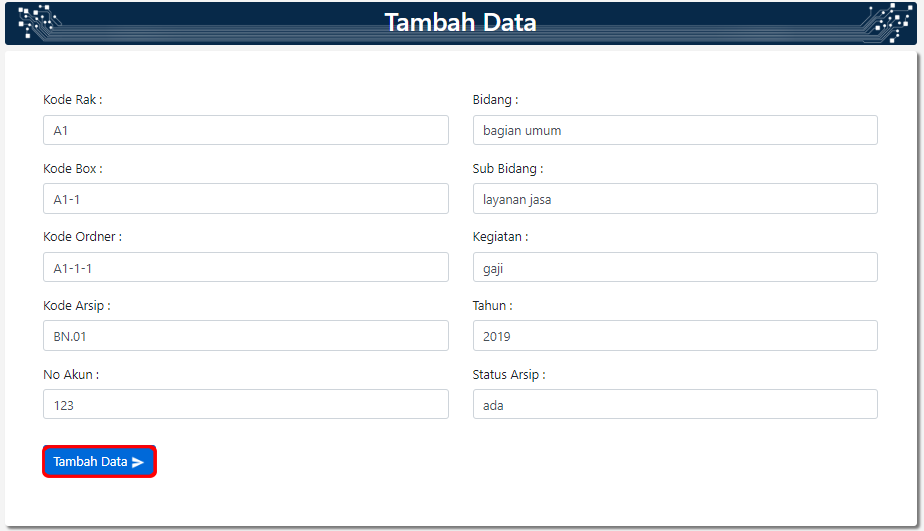 Tambah Data
Kode Rak :
A1
Kode Box :
A1-1
Kode Ordner :
A1-1-1
Kode Arsip :
BN.01
No Akun :
123
Bidang :
bagian umum
Sub Bidang :
layanan jasa
Kegiatan :
gaji
Tahun :
2019
Status Arsip :
ada
Tambah Data